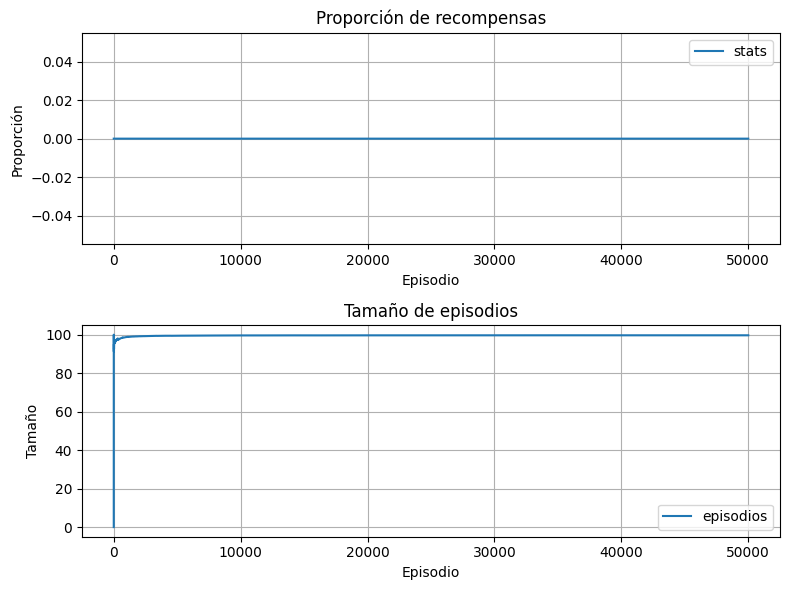 Proporción de recompensas
stats
0.04
0.02
0.00
−0.02
−0.04
Proporción
0
10000
20000
30000
40000
50000
Episodio
Tamaño de episodios
100
80
60
40
20
0
Tamaño
episodios
0
10000
20000
30000
40000
50000
Episodio